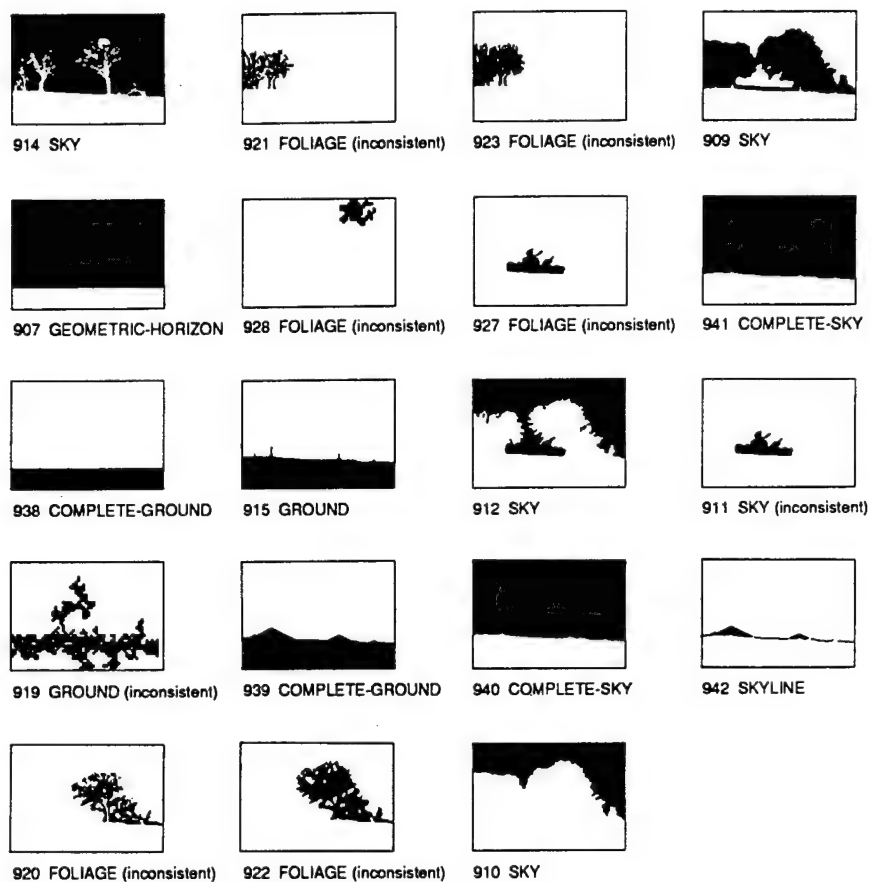 914 SKY
921 FOLIAGE (inconsistent)
923 FOLIAGE (inconsistent)
909 SKY
907 GEOMETRIC-HORIZON
928 FOLIAGE (inconsistent)
927 FOLIAGE (inconsistent)
941 COMPLETE-SKY
938 COMPLETE-GROUND
915 GROUND
912 SKY
911 SKY (inconsistent)
919 GROUND (inconsistent)
939 COMPLETE-GROUND
940 COMPLETE-SKY
942 SKYLINE
920 FOLIAGE (inconsistent)
922 FOLIAGE (inconsistent)
910 SKY